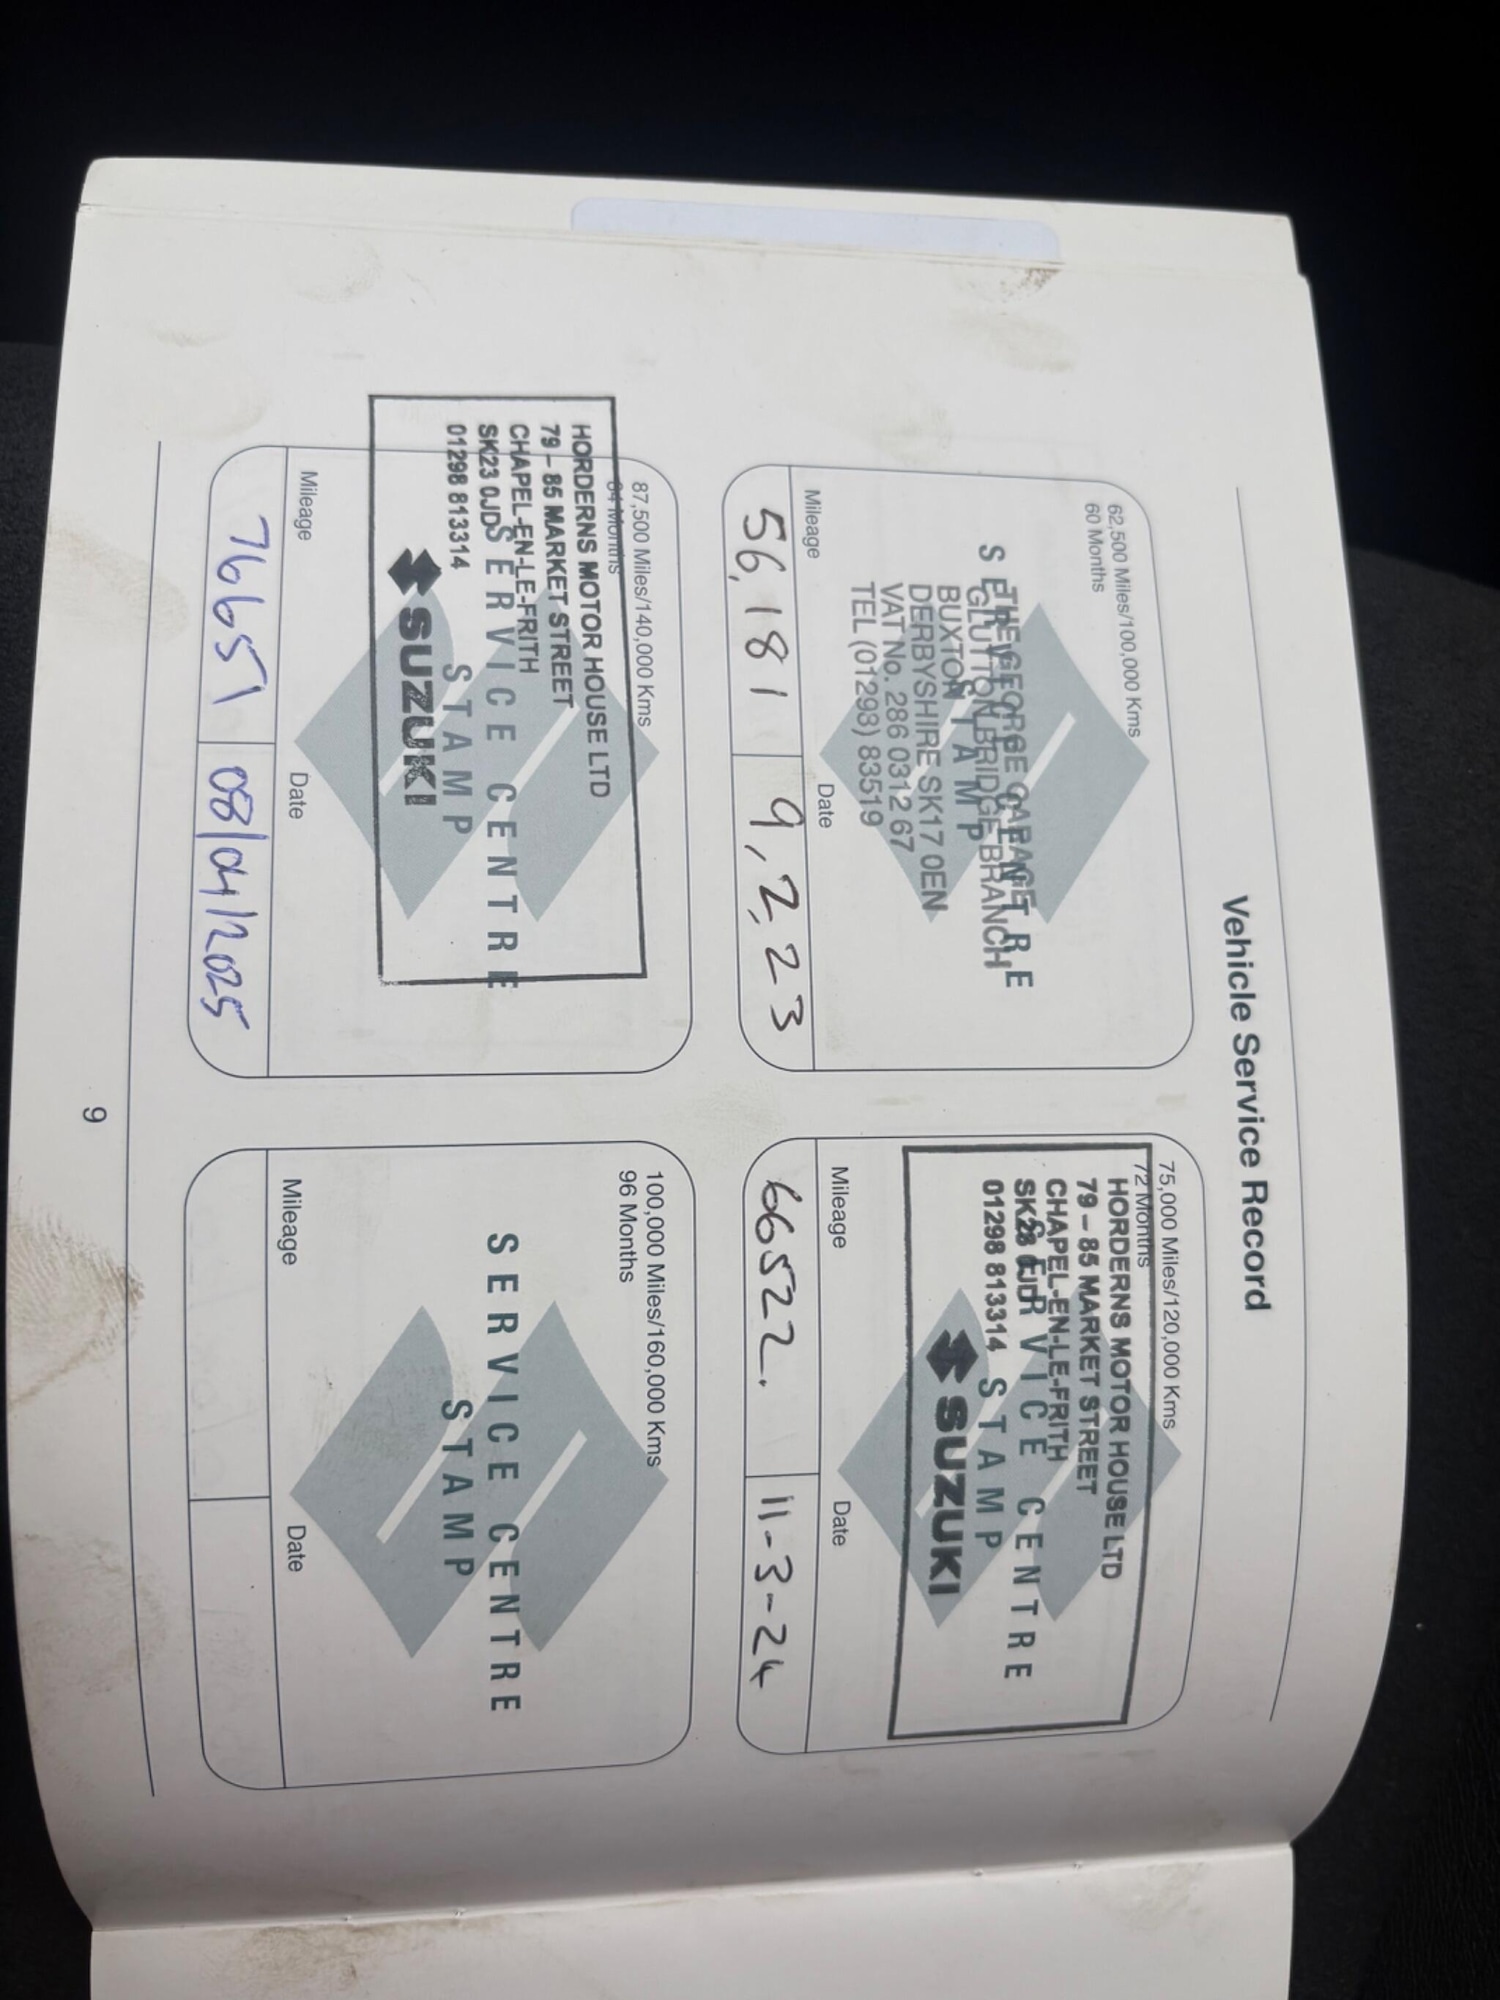 Vehicle Service Record
62,500 Miles/100,000 Kms
60 Months
SERVICE CENTRE
STAMP
THE GEORGE GARAGE
GLUTTON BRIDGE BRANCH
BUXTON
DERBYSHIRE SK17 0EN
VAT No. 286 0312 67
TEL (01293) 83519
Mileage
Date
56,181
9,2,23
75,000 Miles/120,000 Kms
72 Months
HORDERNS MOTOR HOUSE LTD
79 – 85 MARKET STREET
CHAPEL-EN-LE-FRITH
SK23 0JD
01298 813314
SERVICE CENTRE
STAMP
SUZUKI
Mileage
Date
66522.
11-3-24
87,500 Miles/140,000 Kms
84 Months
HORDERNS MOTOR HOUSE LTD
79 – 85 MARKET STREET
CHAPEL-EN-LE-FRITH
SK23 0JD
01298 813314
SERVICE CENTRE
STAMP
SUZUKI
Mileage
Date
76651
08/04/2025
100,000 Miles/160,000 Kms
96 Months
SERVICE CENTRE
STAMP
Mileage
Date
9